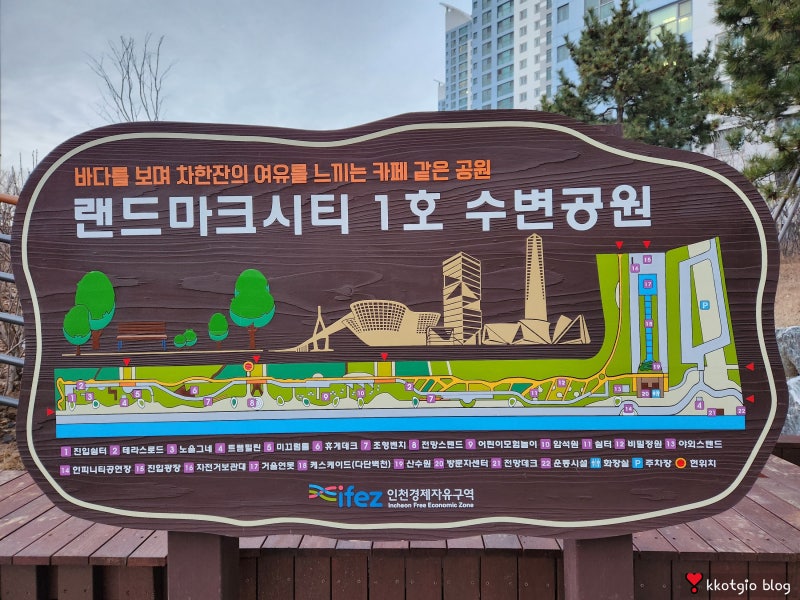 바다를 보며 차한잔의 여유를 느끼는 카페 같은 공원
랜드마크시티 1호 수변공원
1 진입쉼터 2 테라스로드 3 노을그네 4 트램펄린 5 미끄럼틀 6 휴게데크 7 조형벤치 8 전망스탠드 9 어린이모험놀이 10 암석원 11 쉼터 12 비밀정원 13 야외스탠드
14 인피니티공연장 15 진입광장 16 자전거보관대 17 거울연못 18 캐스케이드(다단벽천) 19 산수원 20 방문자센터 21 전망데크 22 운동시설 화장실 P 주차장 현위치
ifez 인천경제자유구역
Incheon Free Economic Zone
kkotgio blog